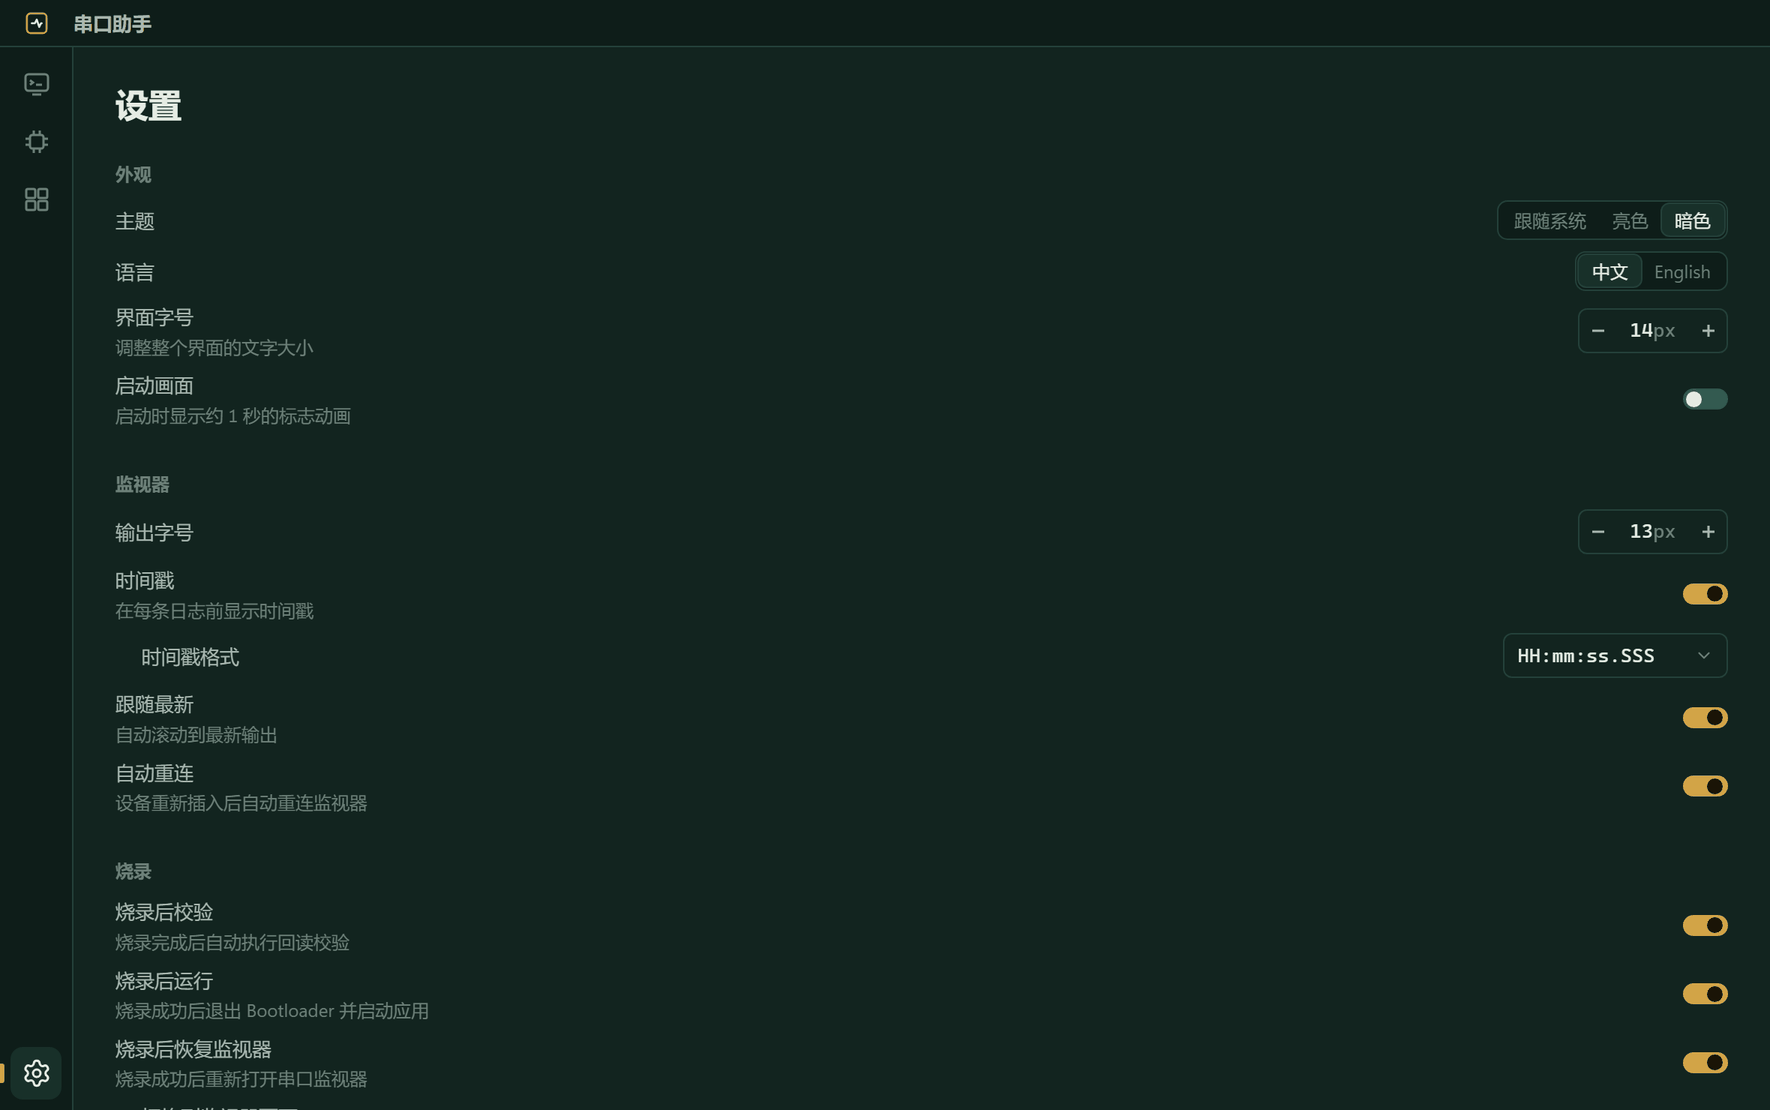 串口助手
设置
外观
主题
跟随系统 亮色 暗色
语言
中文 English
界面字号
调整整个界面的文字大小
− 14px +
启动画面
启动时显示约 1 秒的标志动画
监视器
输出字号
− 13px +
时间戳
在每条日志前显示时间戳
时间戳格式
HH:mm:ss.SSS
跟随最新
自动滚动到最新输出
自动重连
设备重新插入后自动重连监视器
烧录
烧录后校验
烧录完成后自动执行回读校验
烧录后运行
烧录成功后退出 Bootloader 并启动应用
烧录后恢复监视器
烧录成功后重新打开串口监视器